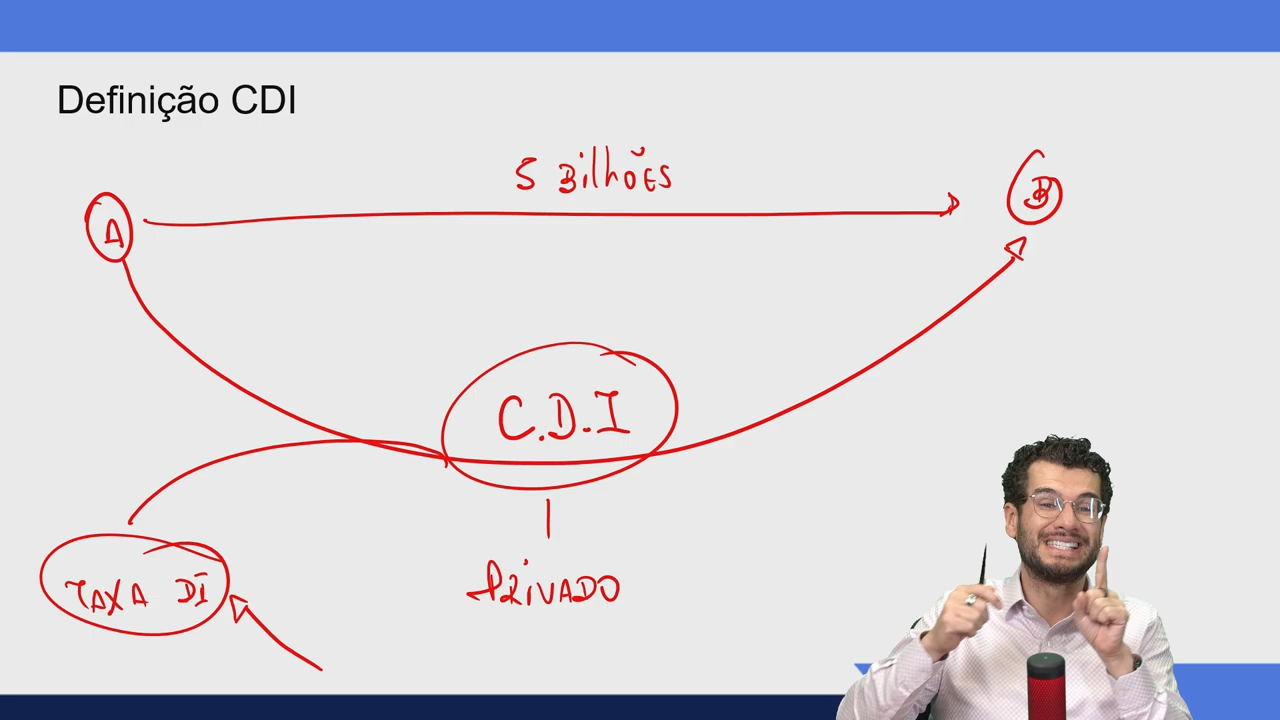 Definição CDI
5 BilhõES
A
B
C.D.I
TAXA DI
PRIVADO